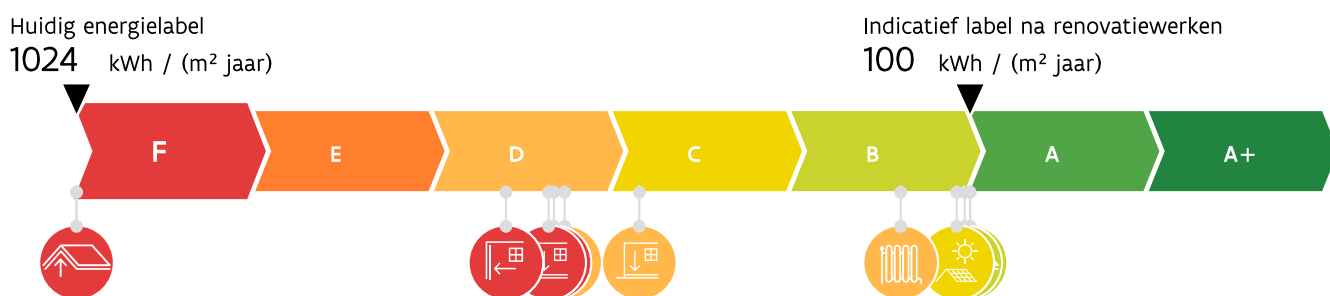 Huidig energielabel
1024 kWh / (m² jaar)
Indicatief label na renovatiewerken
100 kWh / (m² jaar)
F E D C B A A+